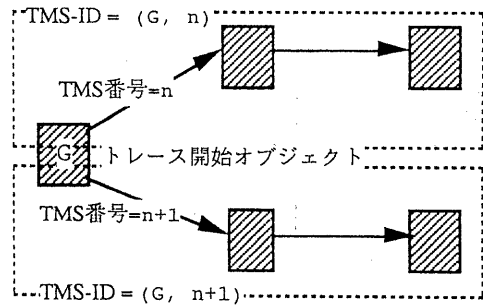 TMS-ID = (G, n)
TMS番号=n
G トレース開始オブジェクト
TMS番号=n+1
TMS-ID = (G, n+1)